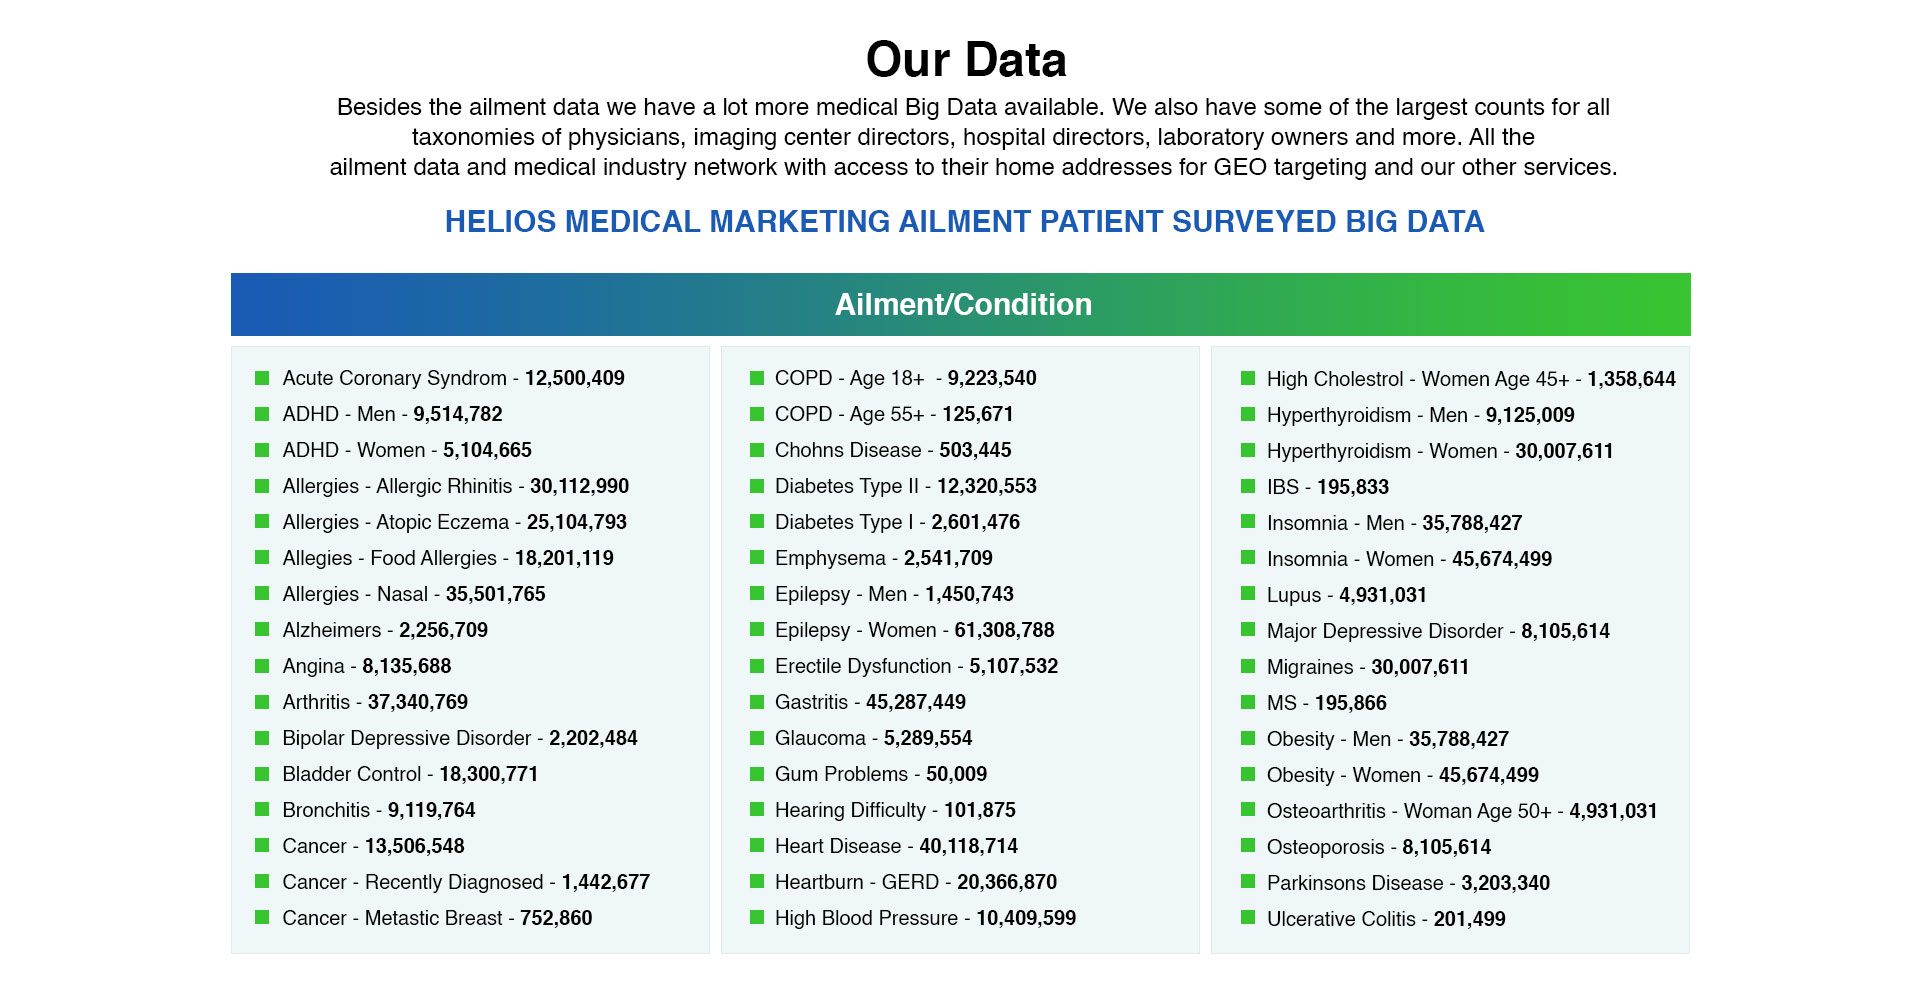 Our Data
Besides the ailment data we have a lot more medical Big Data available. We also have some of the largest counts for all
taxonomies of physicians, imaging center directors, hospital directors, laboratory owners and more. All the
ailment data and medical industry network with access to their home addresses for GEO targeting and our other services.
HELIOS MEDICAL MARKETING AILMENT PATIENT SURVEYED BIG DATA
Ailment/Condition
Acute Coronary Syndrom - 12,500,409
ADHD - Men - 9,514,782
ADHD - Women - 5,104,665
Allergies - Allergic Rhinitis - 30,112,990
Allergies - Atopic Eczema - 25,104,793
Allegies - Food Allergies - 18,201,119
Allergies - Nasal - 35,501,765
Alzheimers - 2,256,709
Angina - 8,135,688
Arthritis - 37,340,769
Bipolar Depressive Disorder - 2,202,484
Bladder Control - 18,300,771
Bronchitis - 9,119,764
Cancer - 13,506,548
Cancer - Recently Diagnosed - 1,442,677
Cancer - Metastic Breast - 752,860
COPD - Age 18+  - 9,223,540
COPD - Age 55+ - 125,671
Chohns Disease - 503,445
Diabetes Type II - 12,320,553
Diabetes Type I - 2,601,476
Emphysema - 2,541,709
Epilepsy - Men - 1,450,743
Epilepsy - Women - 61,308,788
Erectile Dysfunction - 5,107,532
Gastritis - 45,287,449
Glaucoma - 5,289,554
Gum Problems - 50,009
Hearing Difficulty - 101,875
Heart Disease - 40,118,714
Heartburn - GERD - 20,366,870
High Blood Pressure - 10,409,599
High Cholestrol - Women Age 45+ - 1,358,644
Hyperthyroidism - Men - 9,125,009
Hyperthyroidism - Women - 30,007,611
IBS - 195,833
Insomnia - Men - 35,788,427
Insomnia - Women - 45,674,499
Lupus - 4,931,031
Major Depressive Disorder - 8,105,614
Migraines - 30,007,611
MS - 195,866
Obesity - Men - 35,788,427
Obesity - Women - 45,674,499
Osteoarthritis - Woman Age 50+ - 4,931,031
Osteoporosis - 8,105,614
Parkinsons Disease - 3,203,340
Ulcerative Colitis - 201,499